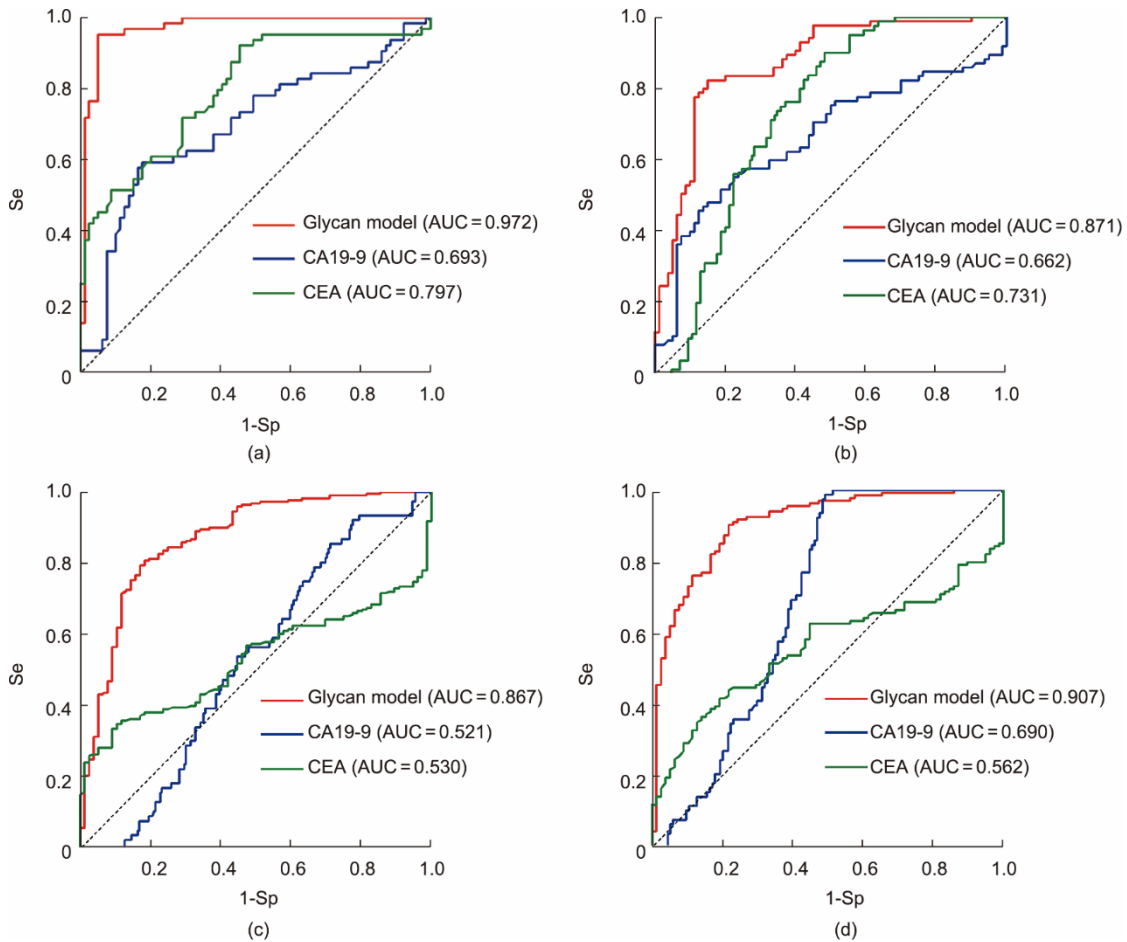 1.0
0.8
0.6
0.4
0.2
0
Se
Glycan model (AUC = 0.972)
CA19-9 (AUC = 0.693)
CEA (AUC = 0.797)
0.2 0.4 0.6 0.8 1.0
1-Sp
(a)
1.0
0.8
0.6
0.4
0.2
0
Se
Glycan model (AUC = 0.871)
CA19-9 (AUC = 0.662)
CEA (AUC = 0.731)
0.2 0.4 0.6 0.8 1.0
1-Sp
(b)
1.0
0.8
0.6
0.4
0.2
0
Se
Glycan model (AUC = 0.867)
CA19-9 (AUC = 0.521)
CEA (AUC = 0.530)
0.2 0.4 0.6 0.8 1.0
1-Sp
(c)
1.0
0.8
0.6
0.4
0.2
0
Se
Glycan model (AUC = 0.907)
CA19-9 (AUC = 0.690)
CEA (AUC = 0.562)
0.2 0.4 0.6 0.8 1.0
1-Sp
(d)